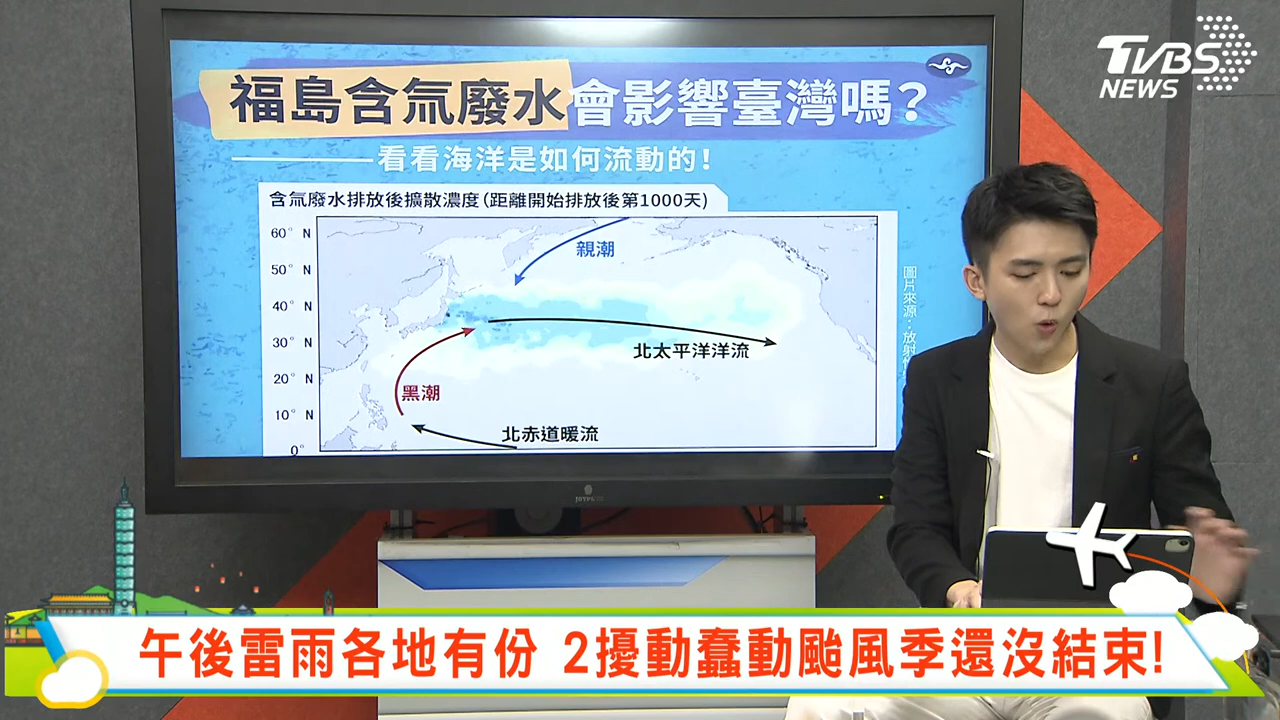 TVBS
NEWS
福島含氚廢水會影響臺灣嗎?
看看海洋是如何流動的!
含氚廢水排放後擴散濃度(距離開始排放後第1000天)
60° N
50° N
40° N
30° N
20° N
10° N
0°
親潮
北太平洋洋流
黑潮
北赤道暖流
圖片來源:放射
午後雷雨各地有份 2擾動蠢動颱風季還沒結束!